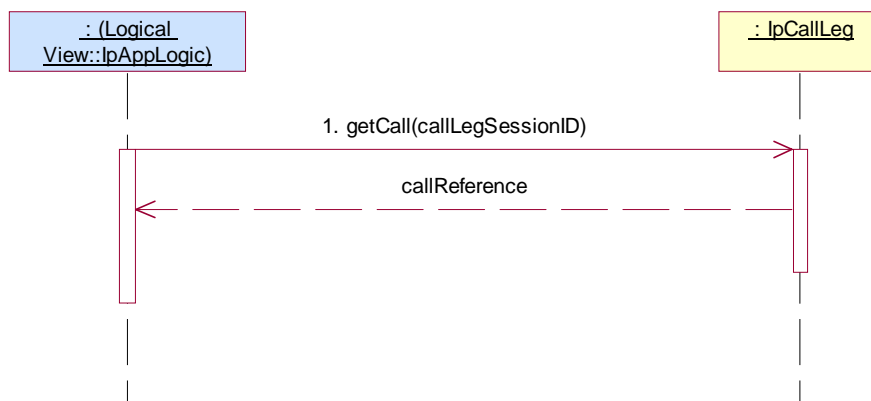 : (Logical
View::IpAppLogic)
: IpCallLeg
1. getCall(callLegSessionID)
callReference